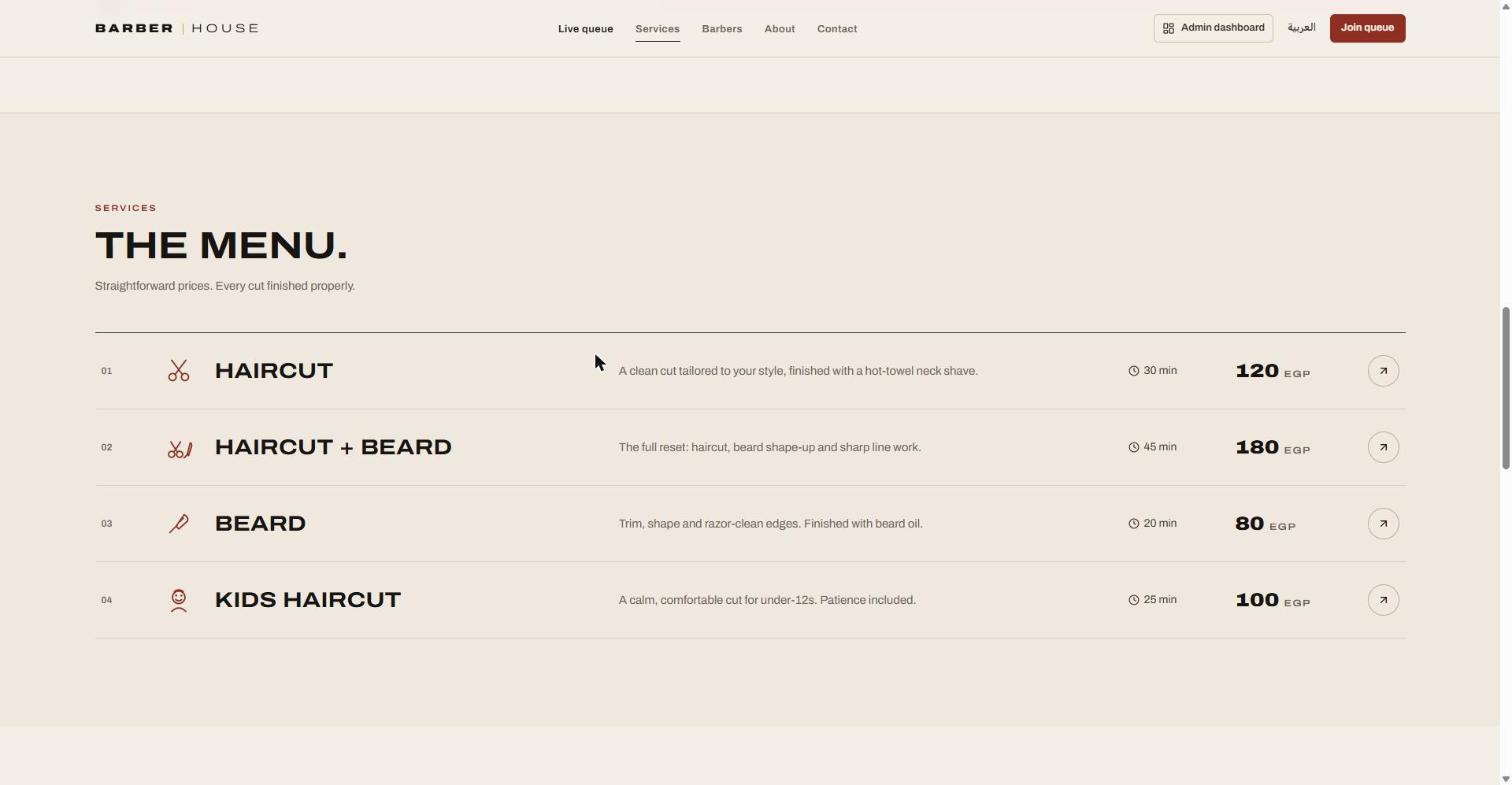 BARBER | HOUSE
Live queue
Services
Barbers
About
Contact
Admin dashboard
العربية
Join queue
SERVICES
THE MENU.
Straightforward prices. Every cut finished properly.
01 HAIRCUT A clean cut tailored to your style, finished with a hot-towel neck shave. 30 min 120 EGP
02 HAIRCUT + BEARD The full reset: haircut, beard shape-up and sharp line work. 45 min 180 EGP
03 BEARD Trim, shape and razor-clean edges. Finished with beard oil. 20 min 80 EGP
04 KIDS HAIRCUT A calm, comfortable cut for under-12s. Patience included. 25 min 100 EGP